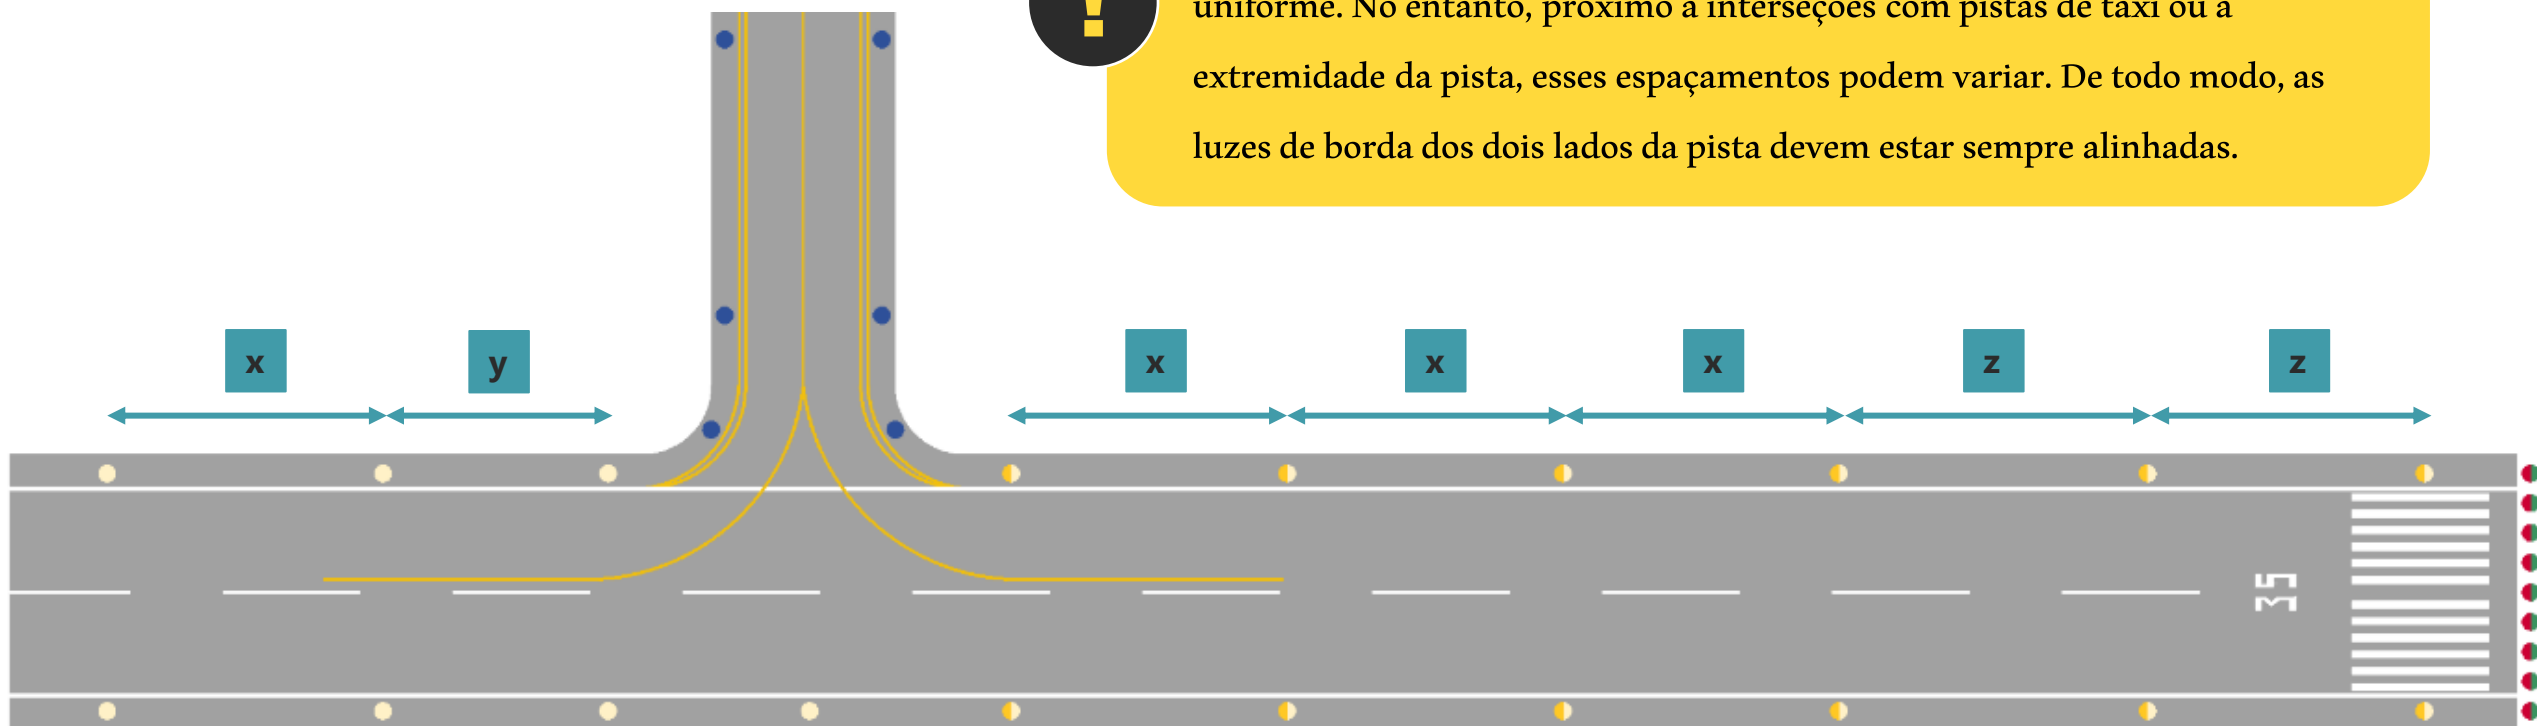 !
uniforme. No entanto, próximo a interseções com pistas de táxi ou à
extremidade da pista, esses espaçamentos podem variar. De todo modo, as
luzes de borda dos dois lados da pista devem estar sempre alinhadas.
x y x x x z z
35